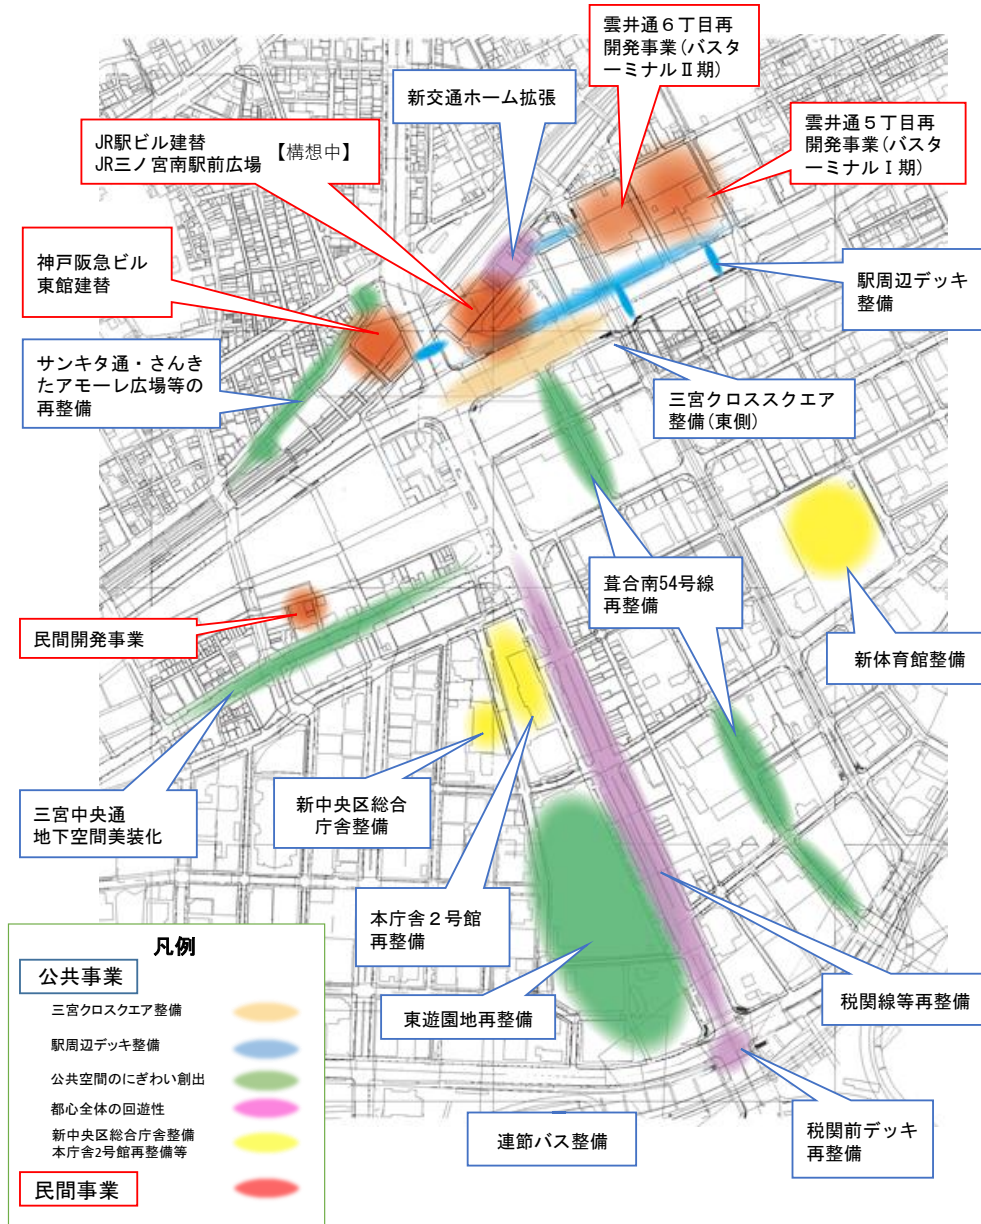 雲井通６丁目再
開発事業(バスタ
ーミナルⅡ期)
新交通ホーム拡張
雲井通５丁目再
開発事業(バスタ
ーミナルⅠ期)
JR駅ビル建替
JR三ノ宮南駅前広場
【構想中】
神戸阪急ビル
東館建替
駅周辺デッキ
整備
サンキタ通・さんき
たアモーレ広場等の
再整備
三宮クロススクエア
整備(東側)
葺合南54号線
再整備
民間開発事業
新体育館整備
三宮中央通
地下空間美装化
新中央区総合
庁舎整備
本庁舎２号館
再整備
東遊園地再整備
税関線等再整備
連節バス整備
税関前デッキ
再整備
凡例
公共事業
三宮クロスクエア整備
駅周辺デッキ整備
公共空間のにぎわい創出
都心全体の回遊性
新中央区総合庁舎整備
本庁舎2号館再整備等
民間事業